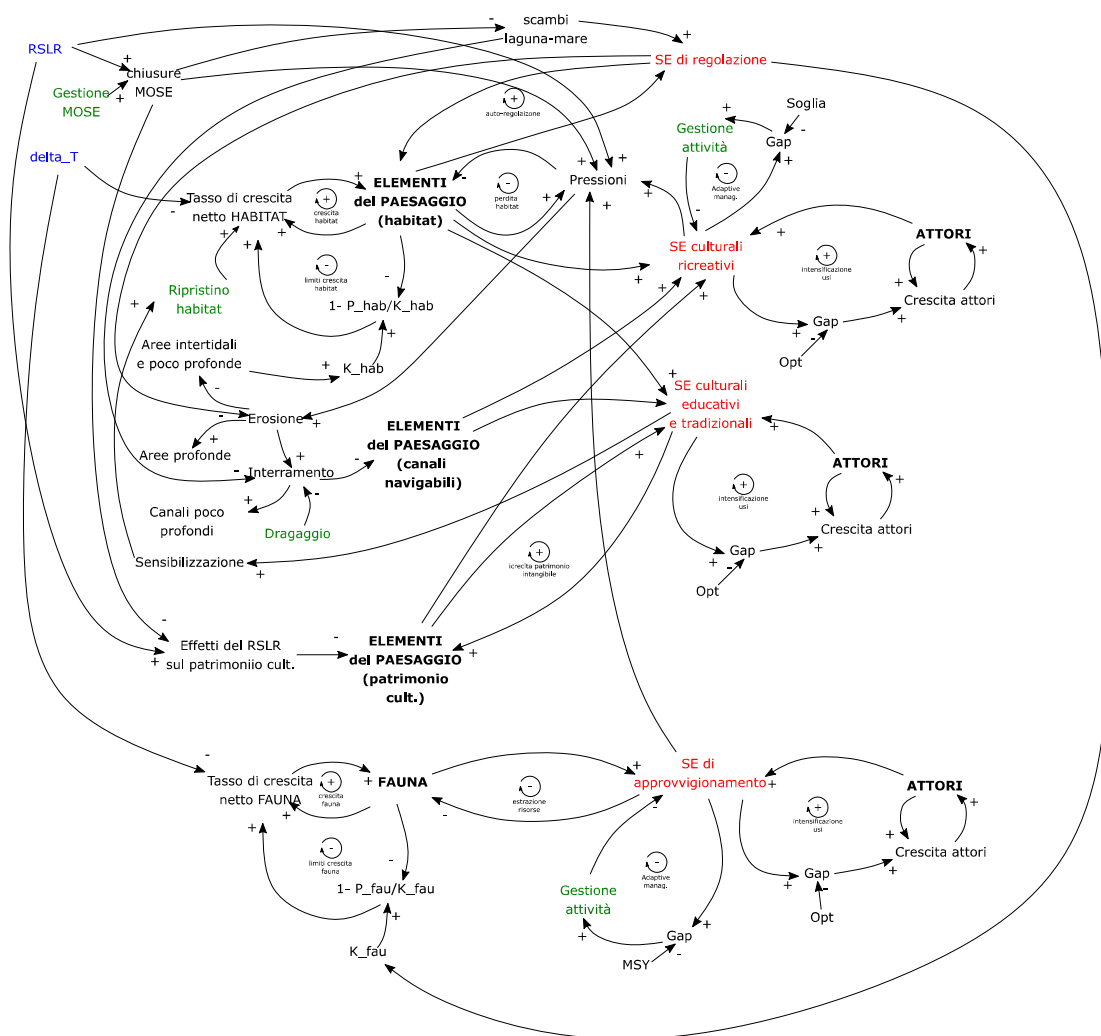 scambi
laguna-mare
RSLR
SE di regolazione
chiusure
MOSE
Gestione
MOSE
auto-regolaizone
Soglia
Gestione
attività
Gap
Adaptive
manag.
delta_T
Tasso di crescita
netto HABITAT
crescita
habitat
ELEMENTI
del PAESAGGIO
(habitat)
perdita
habitat
Pressioni
SE culturali
ricreativi
intensificazione
usi
ATTORI
Crescita attori
Gap
Opt
limiti crescita
habitat
Ripristino
habitat
1- P_hab/K_hab
Aree intertidali
e poco profonde
K_hab
SE culturali
educativi
e tradizionali
Erosione
Aree profonde
ELEMENTI
del PAESAGGIO
(canali
navigabili)
Interramento
Canali poco
profondi
Dragaggio
ATTORI
intensificazione
usi
Crescita attori
Gap
Opt
Sensibilizzazione
icrecita patrimonio
intangibile
Effetti del RSLR
sul patrimoniio cult.
ELEMENTI
del PAESAGGIO
(patrimonio
cult.)
Tasso di crescita
netto FAUNA
crescita
fauna
FAUNA
estrazione
risorse
SE di
approvvigionamento
intensificazione
usi
ATTORI
Crescita attori
Gap
Opt
limiti crescita
fauna
1- P_fau/K_fau
K_fau
Gestione
attività
Adaptive
manag.
Gap
MSY